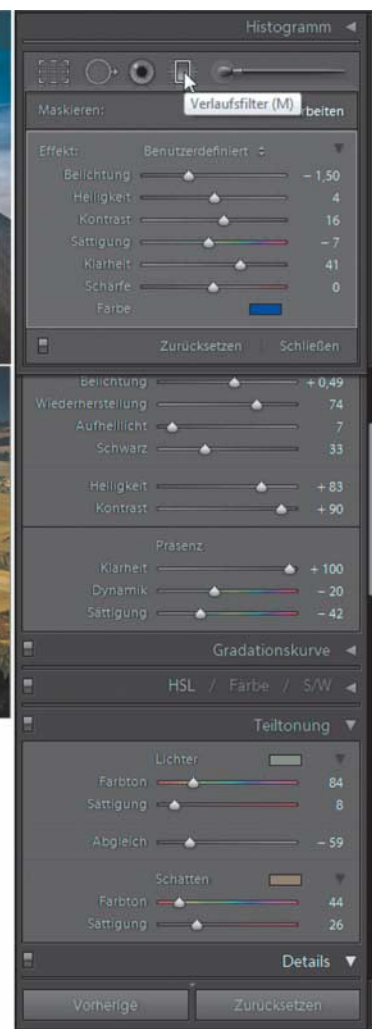 Histogramm
Verlaufsfilter (M)
Maskieren: rbeiten
Effekt: Benutzerdefiniert
Belichtung – 1,50
Helligkeit 4
Kontrast 16
Sättigung – 7
Klarheit 41
Schärfe 0
Farbe
Zurücksetzen Schließen
Belichtung + 0,49
Wiederherstellung 74
Aufhelllicht 7
Schwarz 33
Helligkeit + 83
Kontrast + 90
Präsenz
Klarheit + 100
Dynamik – 20
Sättigung – 42
Gradationskurve
HSL / Farbe / S/W
Teiltonung
Lichter
Farbton 84
Sättigung 8
Abgleich – 59
Schatten
Farbton 44
Sättigung 26
Details
Vorherige Zurücksetzen